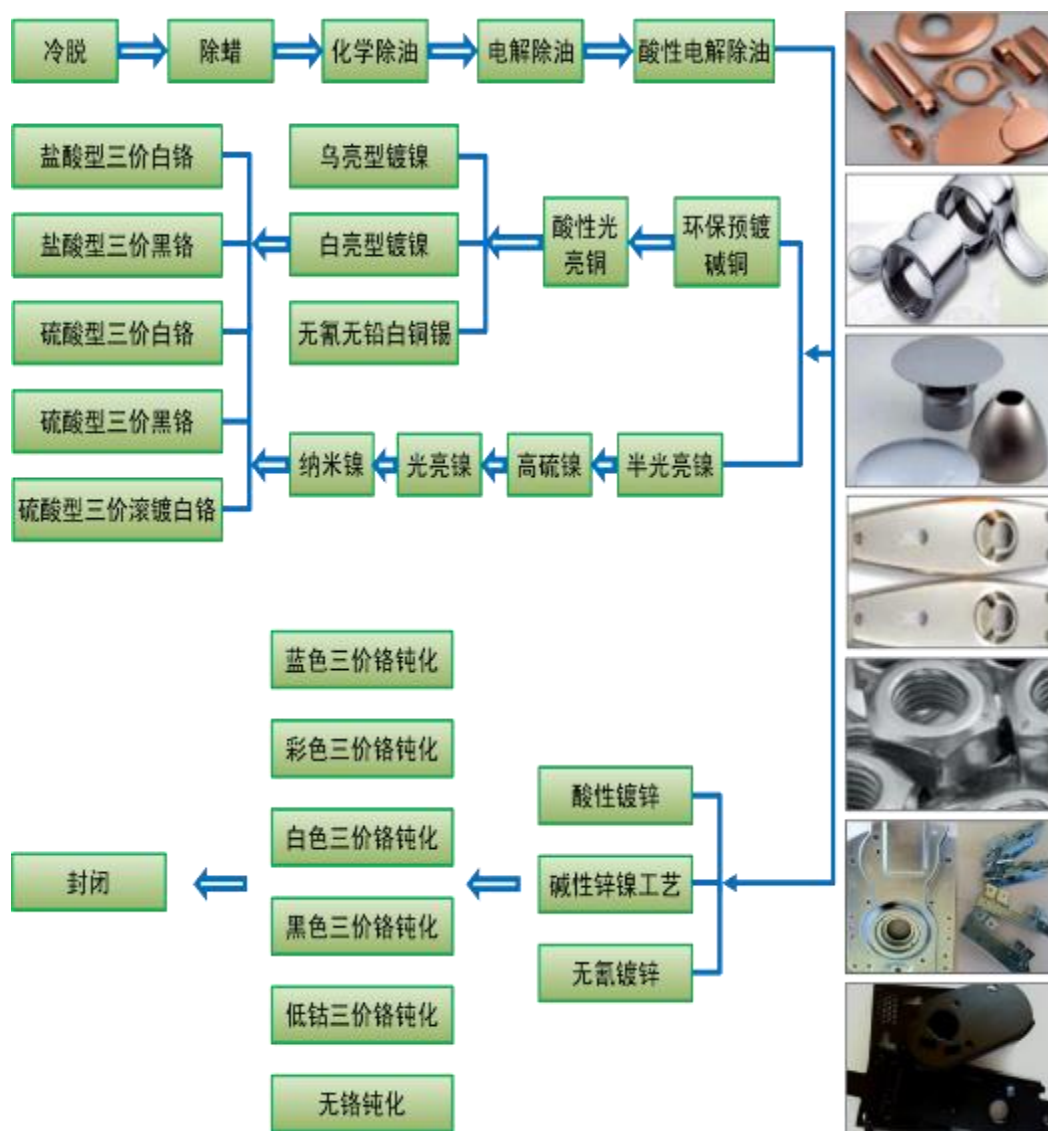 冷脱
除蜡
化学除油
电解除油
酸性电解除油
盐酸型三价白铬
盐酸型三价黑铬
硫酸型三价白铬
硫酸型三价黑铬
硫酸型三价滚镀白铬
乌亮型镀镍
白亮型镀镍
无氰无铅白铜锡
酸性光
亮铜
环保预镀
碱铜
纳米镍
光亮镍
高硫镍
半光亮镍
蓝色三价铬钝化
彩色三价铬钝化
白色三价铬钝化
黑色三价铬钝化
低钴三价铬钝化
无铬钝化
酸性镀锌
碱性锌镍工艺
无氰镀锌
封闭